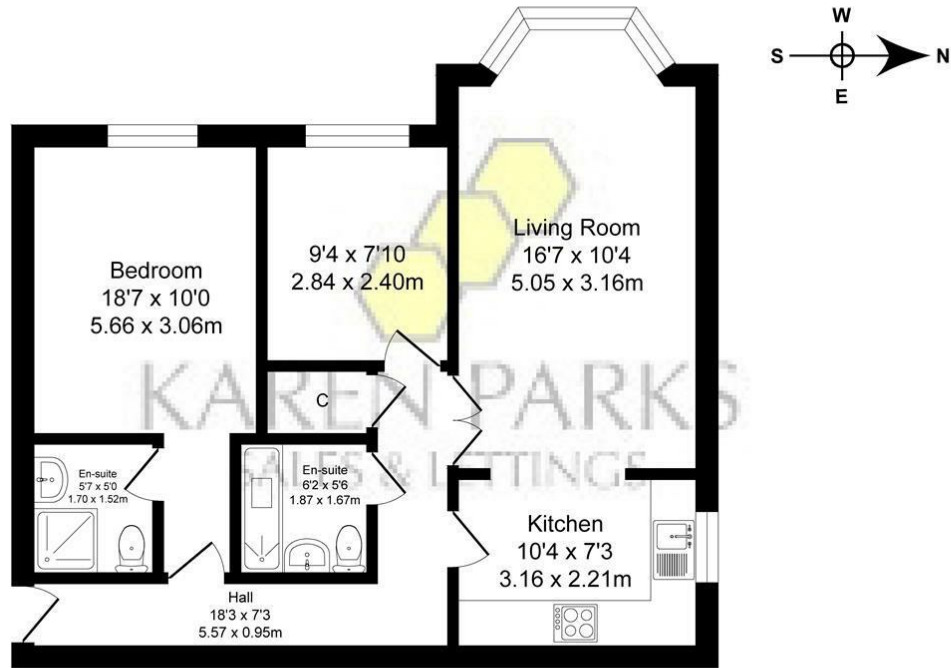 W
S N
E
Bedroom
18'7 x 10'0
5.66 x 3.06m
9'4 x 7'10
2.84 x 2.40m
Living Room
16'7 x 10'4
5.05 x 3.16m
C
KAREN PARKS
SALES & LETTINGS
En-suite
5'7 x 5'0
1.70 x 1.52m
En-suite
6'2 x 5'6
1.87 x 1.67m
Kitchen
10'4 x 7'3
3.16 x 2.21m
Hall
18'3 x 7'3
5.57 x 0.95m